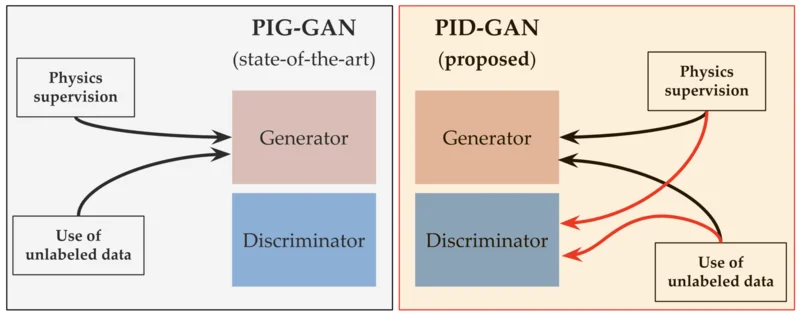 PIG-GAN
(state-of-the-art)
Physics
supervision
Generator
Use of
unlabeled data
Discriminator
PID-GAN
(proposed)
Physics
supervision
Generator
Discriminator
Use of
unlabeled data